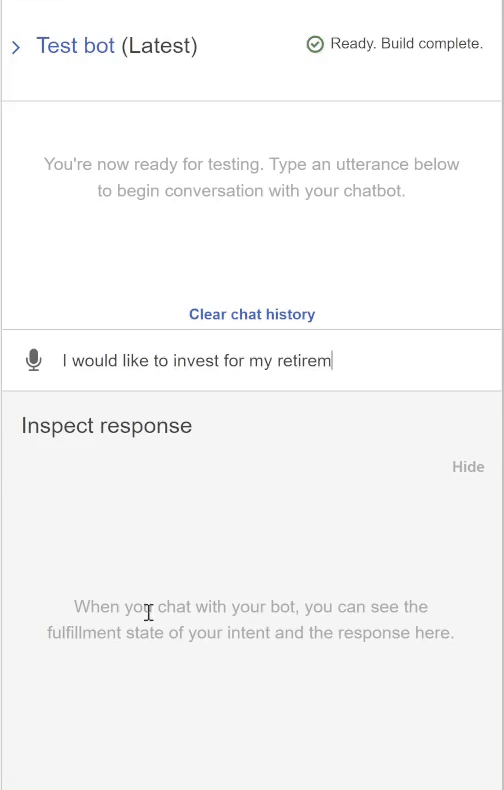 Test bot (Latest)
Ready. Build complete.
You're now ready for testing. Type an utterance below
to begin conversation with your chatbot.
Clear chat history
I would like to invest for my retirem
Inspect response
Hide
When you chat with your bot, you can see the
fulfillment state of your intent and the response here.